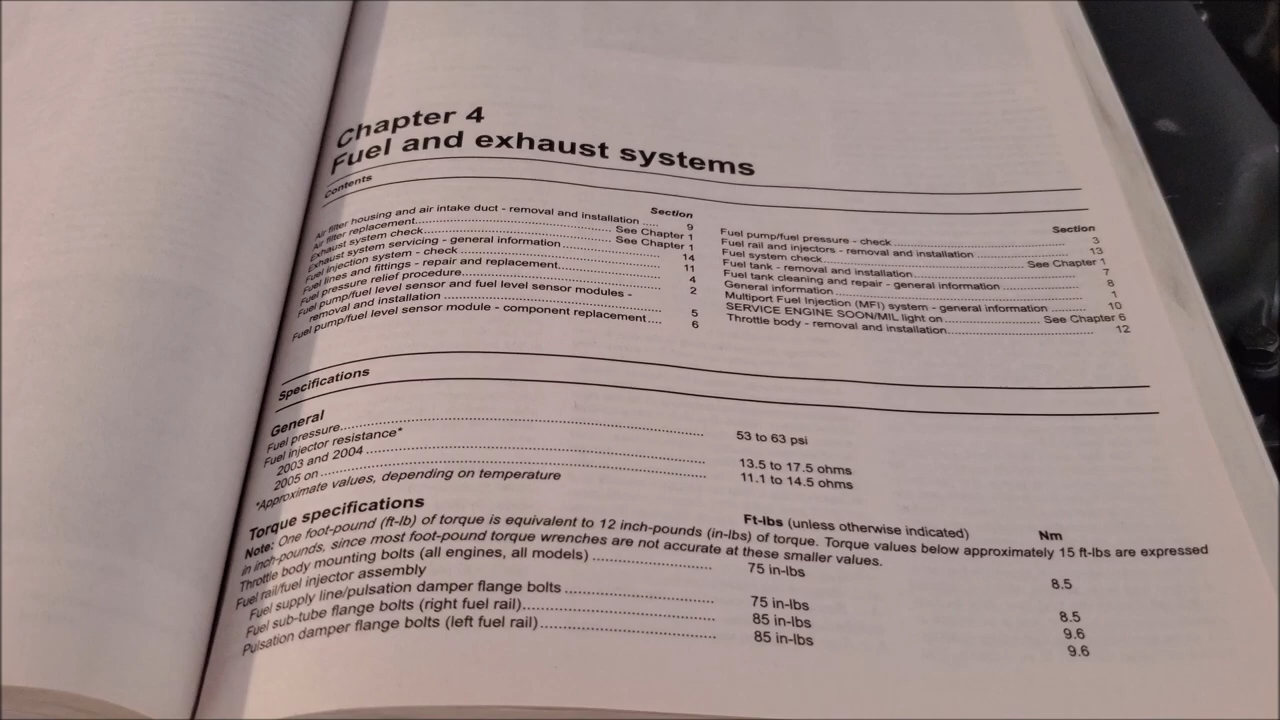 Chapter 4
Fuel and exhaust systems
Contents
Section
Air filter housing and air intake duct - removal and installation ..... 9
Air filter replacement.................... See Chapter 1
Exhaust system check.................... See Chapter 1
Exhaust system servicing - general information .................... 14
Fuel injection system - check.................... 11
Fuel lines and fittings - repair and replacement.................... 4
Fuel pressure relief procedure.................... 2
Fuel pump/fuel level sensor and fuel level sensor modules -
removal and installation .................... 5
Fuel pump/fuel level sensor module - component replacement.... 6
Section
Fuel pump/fuel pressure - check .................... 3
Fuel rail and injectors - removal and installation .................... 13
Fuel system check.................... See Chapter 1
Fuel tank - removal and installation.................... 7
Fuel tank cleaning and repair - general information .................... 8
General information.................... 1
Multiport Fuel Injection (MFI) system - general information .......... 10
SERVICE ENGINE SOON/MIL light on.................... See Chapter 6
Throttle body - removal and installation.................... 12
Specifications
General
Fuel pressure.................... 53 to 63 psi
Fuel injector resistance*
2003 and 2004 .................... 13.5 to 17.5 ohms
2005 on .................... 11.1 to 14.5 ohms
*Approximate values, depending on temperature
Torque specifications Ft-lbs (unless otherwise indicated) Nm
Note: One foot-pound (ft-lb) of torque is equivalent to 12 inch-pounds (in-lbs) of torque. Torque values below approximately 15 ft-lbs are expressed
in inch-pounds, since most foot-pound torque wrenches are not accurate at these smaller values.
Throttle body mounting bolts (all engines, all models) .................... 75 in-lbs 8.5
Fuel rail/fuel injector assembly
Fuel supply line/pulsation damper flange bolts .................... 75 in-lbs 8.5
Fuel sub-tube flange bolts (right fuel rail).................... 85 in-lbs 9.6
Pulsation damper flange bolts (left fuel rail).................... 85 in-lbs 9.6